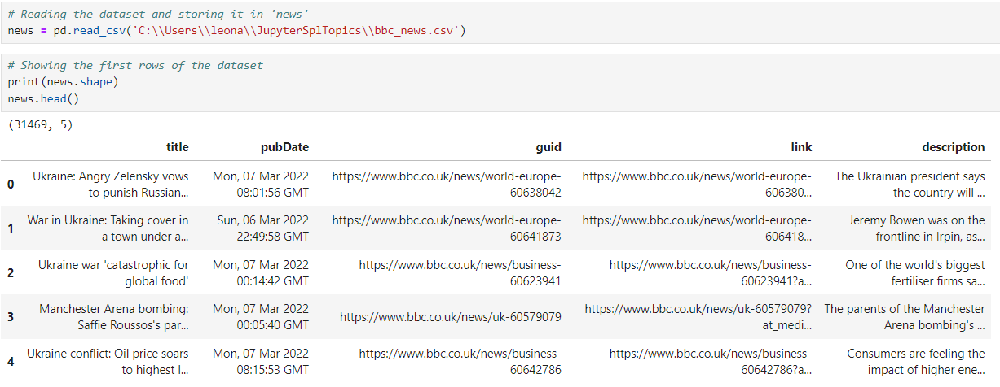 # Reading the dataset and storing it in 'news'
news = pd.read_csv('C:\\Users\\leona\\JupyterSplTopics\\bbc_news.csv')
# Showing the first rows of the dataset
print(news.shape)
news.head()
(31469, 5)
title pubDate guid link description
Ukraine: Angry Zelensky vows Mon, 07 Mar 2022 https://www.bbc.co.uk/news/world-europe- https://www.bbc.co.uk/news/world-europe- The Ukrainian president says
0
to punish Russian... 08:01:56 GMT 60638042 606380... the country will ...
War in Ukraine: Taking cover in Sun, 06 Mar 2022 https://www.bbc.co.uk/news/world-europe- https://www.bbc.co.uk/news/world-europe- Jeremy Bowen was on the
1
a town under a... 22:49:58 GMT 60641873 606418... frontline in Irpin, as...
Ukraine war 'catastrophic for Mon, 07 Mar 2022 https://www.bbc.co.uk/news/business- https://www.bbc.co.uk/news/business- One of the world's biggest
2
global food' 00:14:42 GMT 60623941 60623941?a... fertiliser firms sa...
Manchester Arena bombing: Mon, 07 Mar 2022 https://www.bbc.co.uk/news/uk-60579079? The parents of the Manchester
3 https://www.bbc.co.uk/news/uk-60579079
Saffie Roussos's par... 00:05:40 GMT at_medi... Arena bombing's ...
Ukraine conflict: Oil price soars Mon, 07 Mar 2022 https://www.bbc.co.uk/news/business- https://www.bbc.co.uk/news/business- Consumers are feeling the
4
to highest l... 08:15:53 GMT 60642786 60642786?a... impact of higher ene...